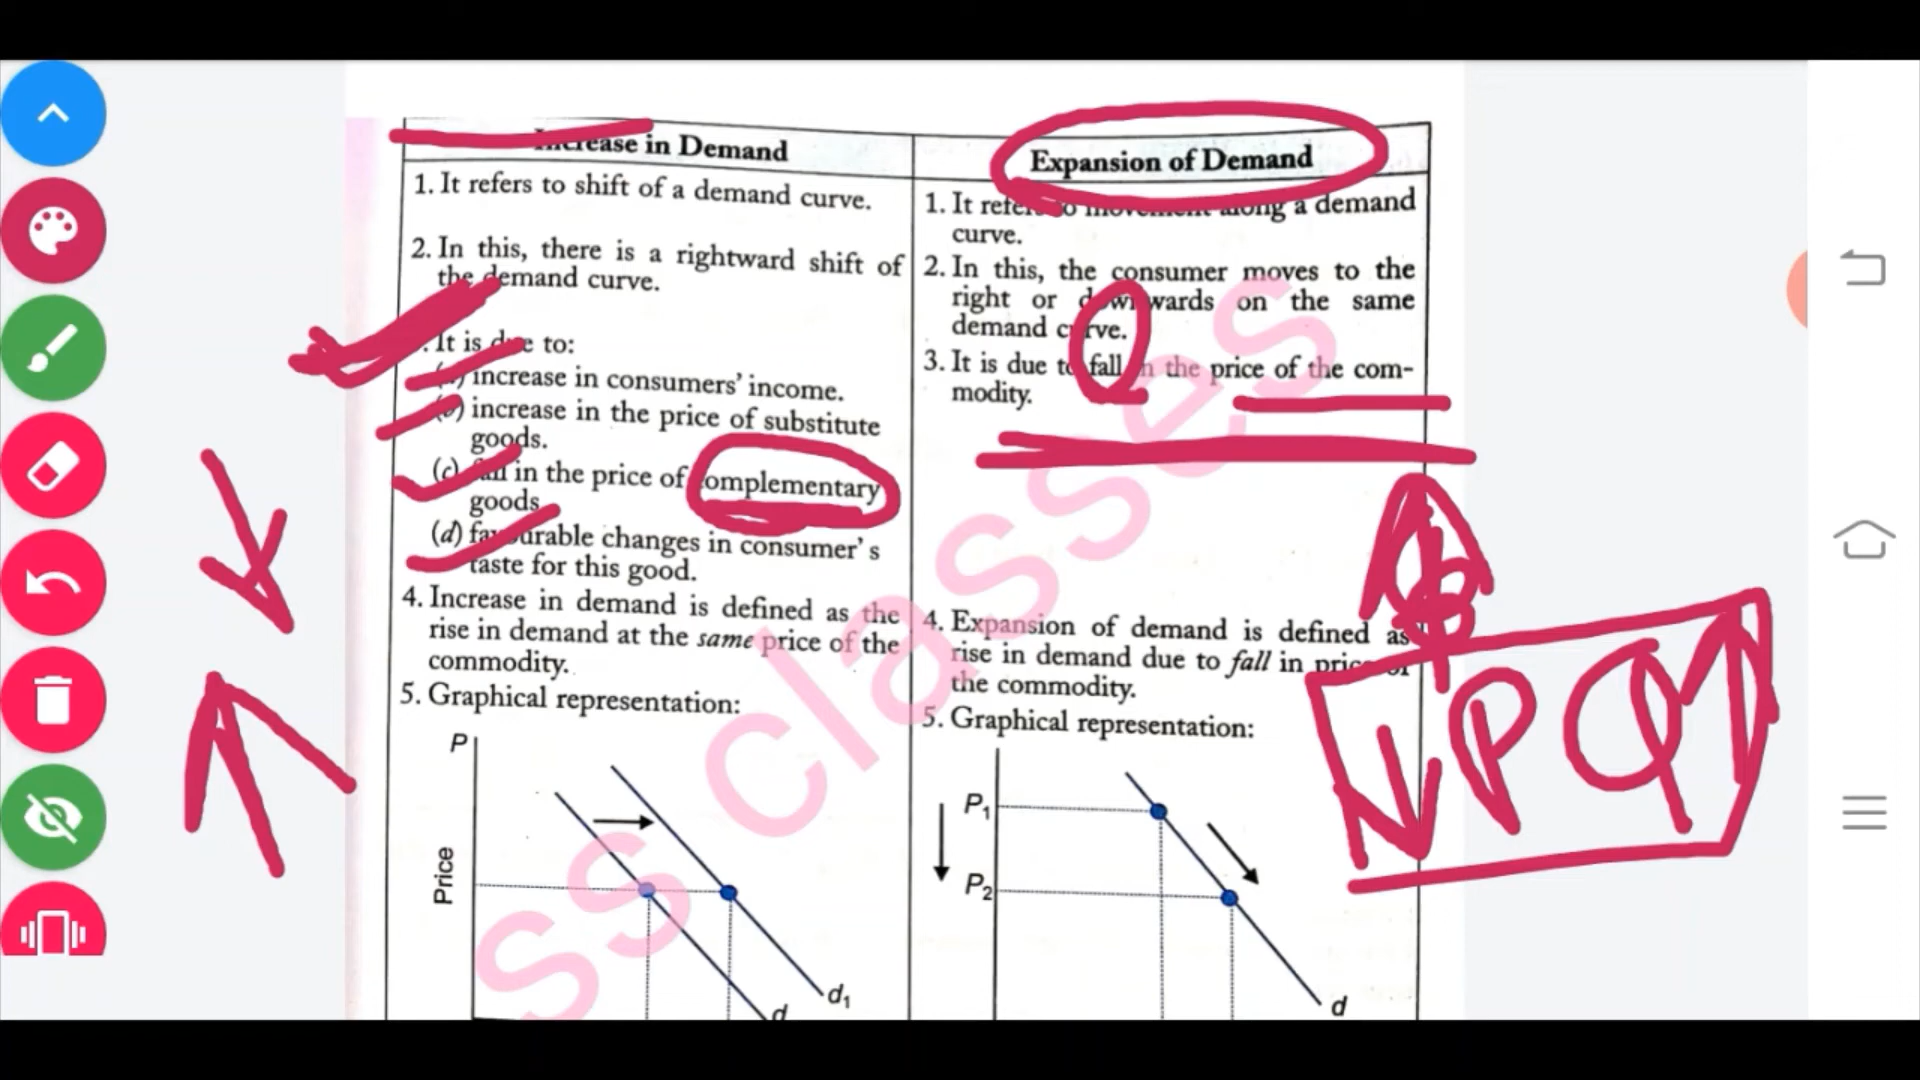 Increase in Demand
1. It refers to shift of a demand curve.
2. In this, there is a rightward shift of
the demand curve.
. It is due to:
(a) increase in consumers' income.
(b) increase in the price of substitute
goods.
(c) fall in the price of complementary
goods.
(d) favourable changes in consumer's
taste for this good.
4. Increase in demand is defined as the
rise in demand at the same price of the
commodity.
5. Graphical representation:
P
Price
d1
d
Expansion of Demand
1. It refers to movement along a demand
curve.
2. In this, the consumer moves to the
right or downwards on the same
demand curve.
3. It is due to fall in the price of the com-
modity.
4. Expansion of demand is defined as
rise in demand due to fall in price of
the commodity.
5. Graphical representation:
P1
P2
d
P Q
ss classes